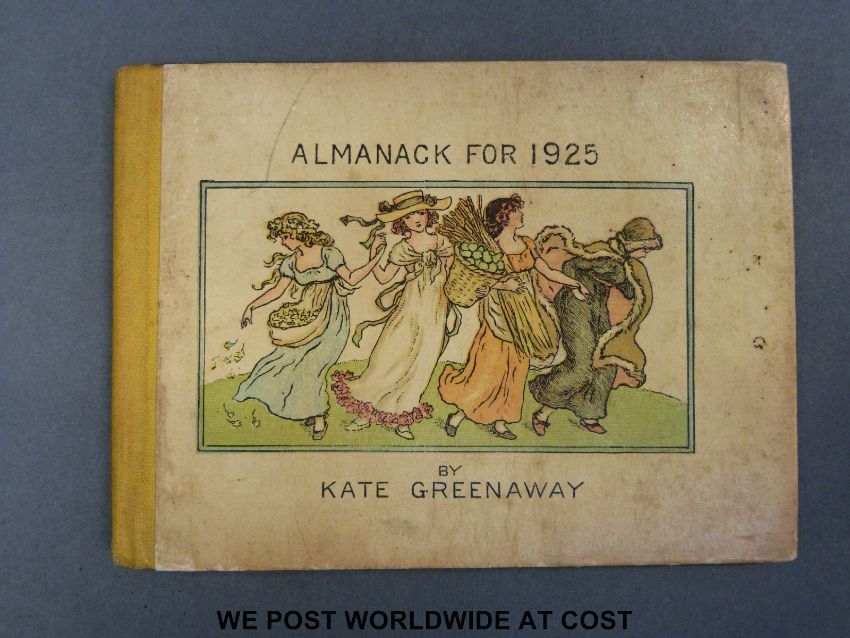 ALMANACK FOR 1925
BY
KATE GREENAWAY
WE POST WORLDWIDE AT COST